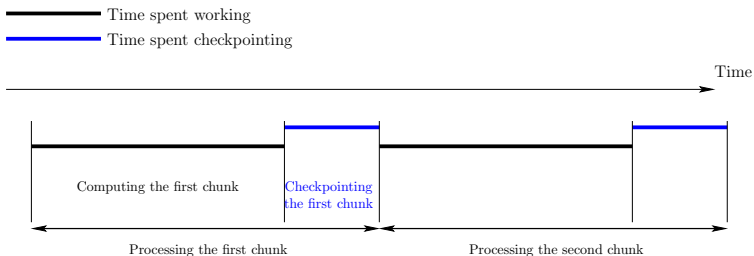 Time spent working
Time spent checkpointing
Time
Computing the first chunk
Checkpointing
the first chunk
Processing the first chunk
Processing the second chunk